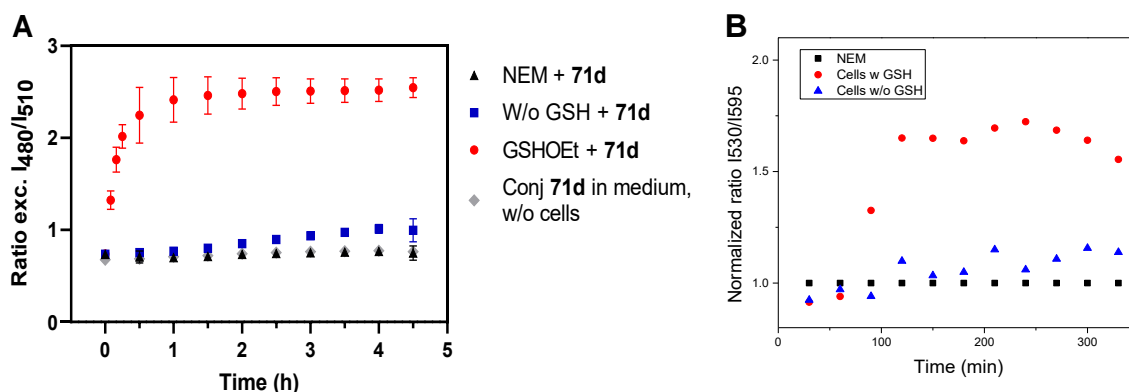 A
Ratio exc. I480/I510
3
2
1
0
0 1 2 3 4 5
Time (h)
NEM + 71d
W/o GSH + 71d
GSHOEt + 71d
Conj 71d in medium,
w/o cells
B
Normalized ratio I530/I595
2.0
1.5
1.0
0 100 200 300
Time (min)
NEM
Cells w GSH
Cells w/o GSH